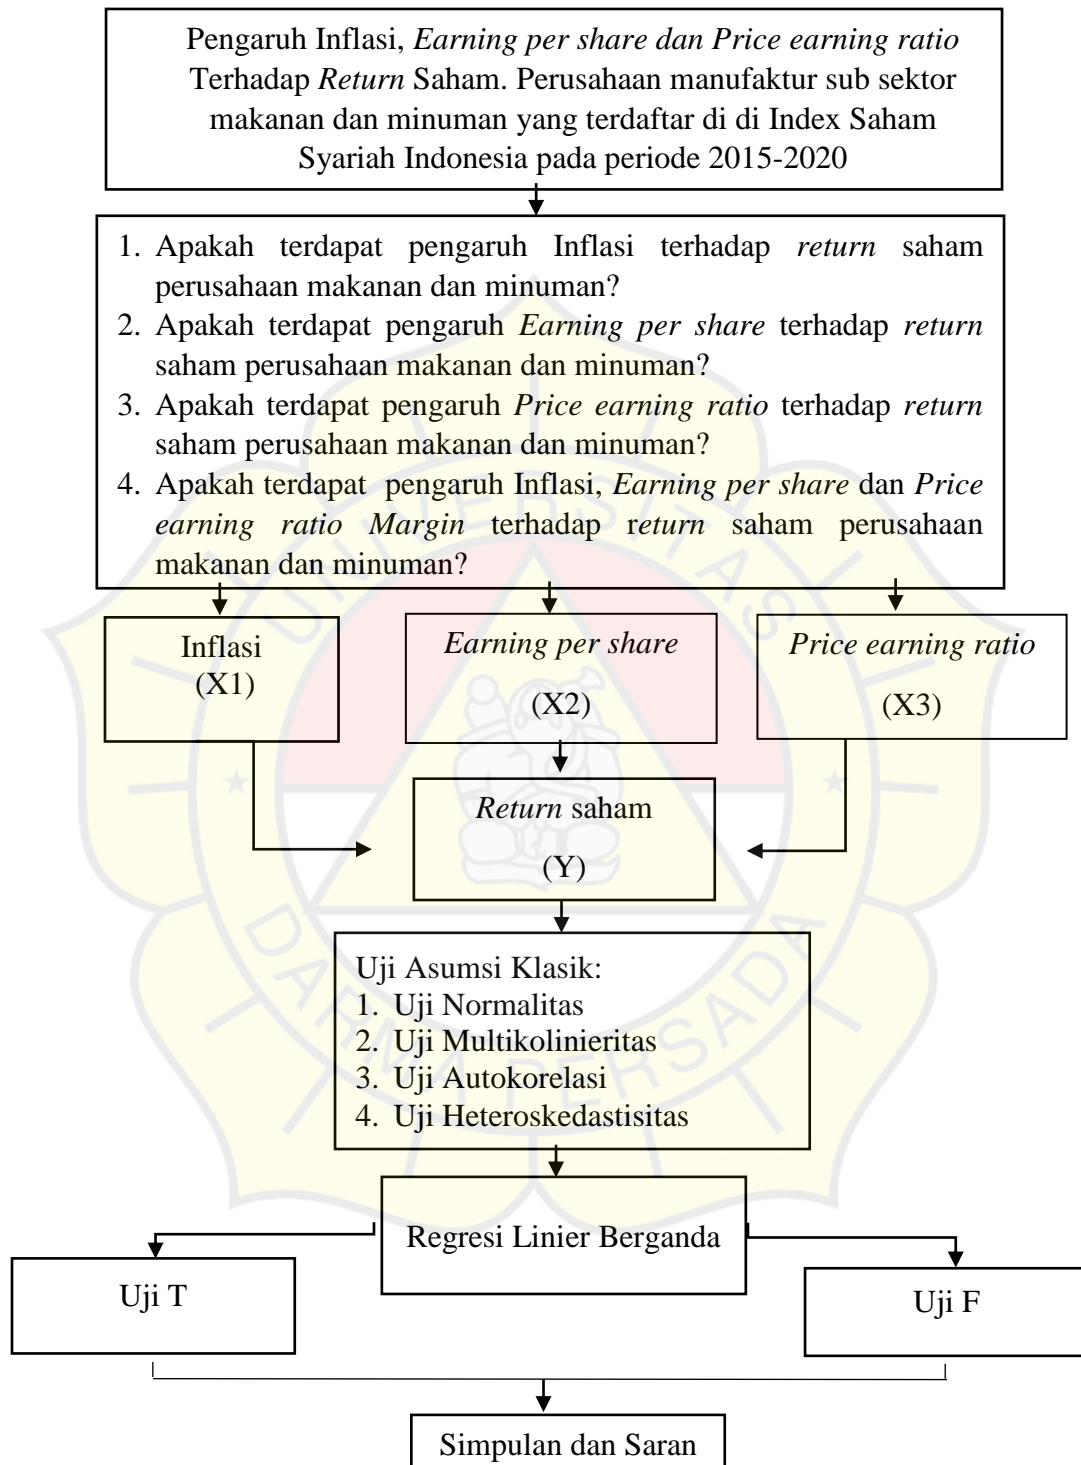 Pengaruh Inflasi, Earning per share dan Price earning ratio
Terhadap Return Saham. Perusahaan manufaktur sub sektor
makanan dan minuman yang terdaftar di di Index Saham
Syariah Indonesia pada periode 2015-2020
1. Apakah terdapat pengaruh Inflasi terhadap return saham
perusahaan makanan dan minuman?
2. Apakah terdapat pengaruh Earning per share terhadap return
saham perusahaan makanan dan minuman?
3. Apakah terdapat pengaruh Price earning ratio terhadap return
saham perusahaan makanan dan minuman?
4. Apakah terdapat pengaruh Inflasi, Earning per share dan Price
earning ratio Margin terhadap return saham perusahaan
makanan dan minuman?
Inflasi
(X1)
Earning per share
(X2)
Price earning ratio
(X3)
Return saham
(Y)
Uji Asumsi Klasik:
1. Uji Normalitas
2. Uji Multikolinieritas
3. Uji Autokorelasi
4. Uji Heteroskedastisitas
Regresi Linier Berganda
Uji T
Uji F
Simpulan dan Saran
UNIVERSITAS
DARMA PERSADA